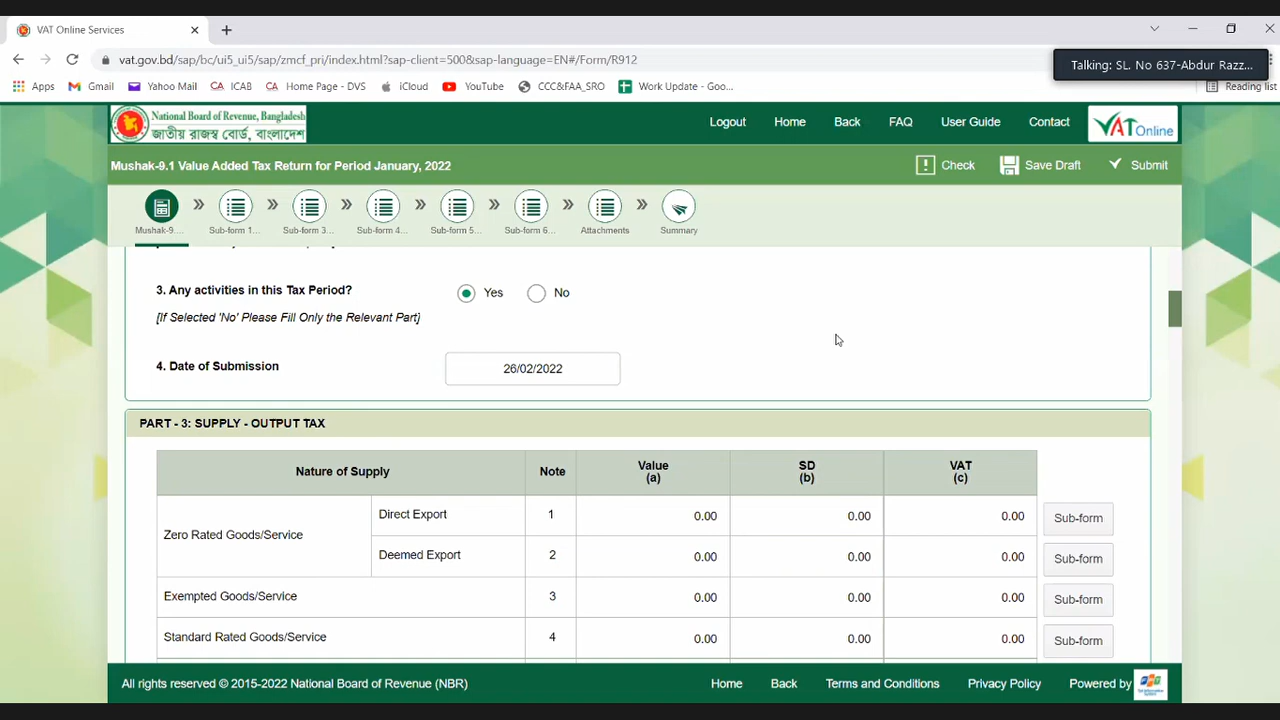 VAT Online Services
vat.gov.bd/sap/bc/ui5_ui5/sap/zmcf_pri/index.html?sap-client=500&sap-language=EN#/Form/R912
Talking: SL. No 637-Abdur Razz...
Apps
Gmail
Yahoo Mail
CA ICAB
CA Home Page - DVS
iCloud
YouTube
CCC&FAA_SRO
Work Update - Goo...
Reading list
National Board of Revenue, Bangladesh
জাতীয় রাজস্ব বোর্ড, বাংলাদেশ
Logout
Home
Back
FAQ
User Guide
Contact
VAT Online
Mushak-9.1 Value Added Tax Return for Period January, 2022
Check
Save Draft
Submit
Mushak-9....
Sub-form 1...
Sub-form 3...
Sub-form 4...
Sub-form 5...
Sub-form 6...
Attachments
Summary
3. Any activities in this Tax Period?
Yes
No
[If Selected 'No' Please Fill Only the Relevant Part]
4. Date of Submission
26/02/2022
PART - 3: SUPPLY - OUTPUT TAX
Nature of Supply
Note
Value
(a)
SD
(b)
VAT
(c)
Zero Rated Goods/Service
Direct Export
1
0.00
0.00
0.00
Sub-form
Deemed Export
2
0.00
0.00
0.00
Sub-form
Exempted Goods/Service
3
0.00
0.00
0.00
Sub-form
Standard Rated Goods/Service
4
0.00
0.00
0.00
Sub-form
All rights reserved © 2015-2022 National Board of Revenue (NBR)
Home
Back
Terms and Conditions
Privacy Policy
Powered by
FPT